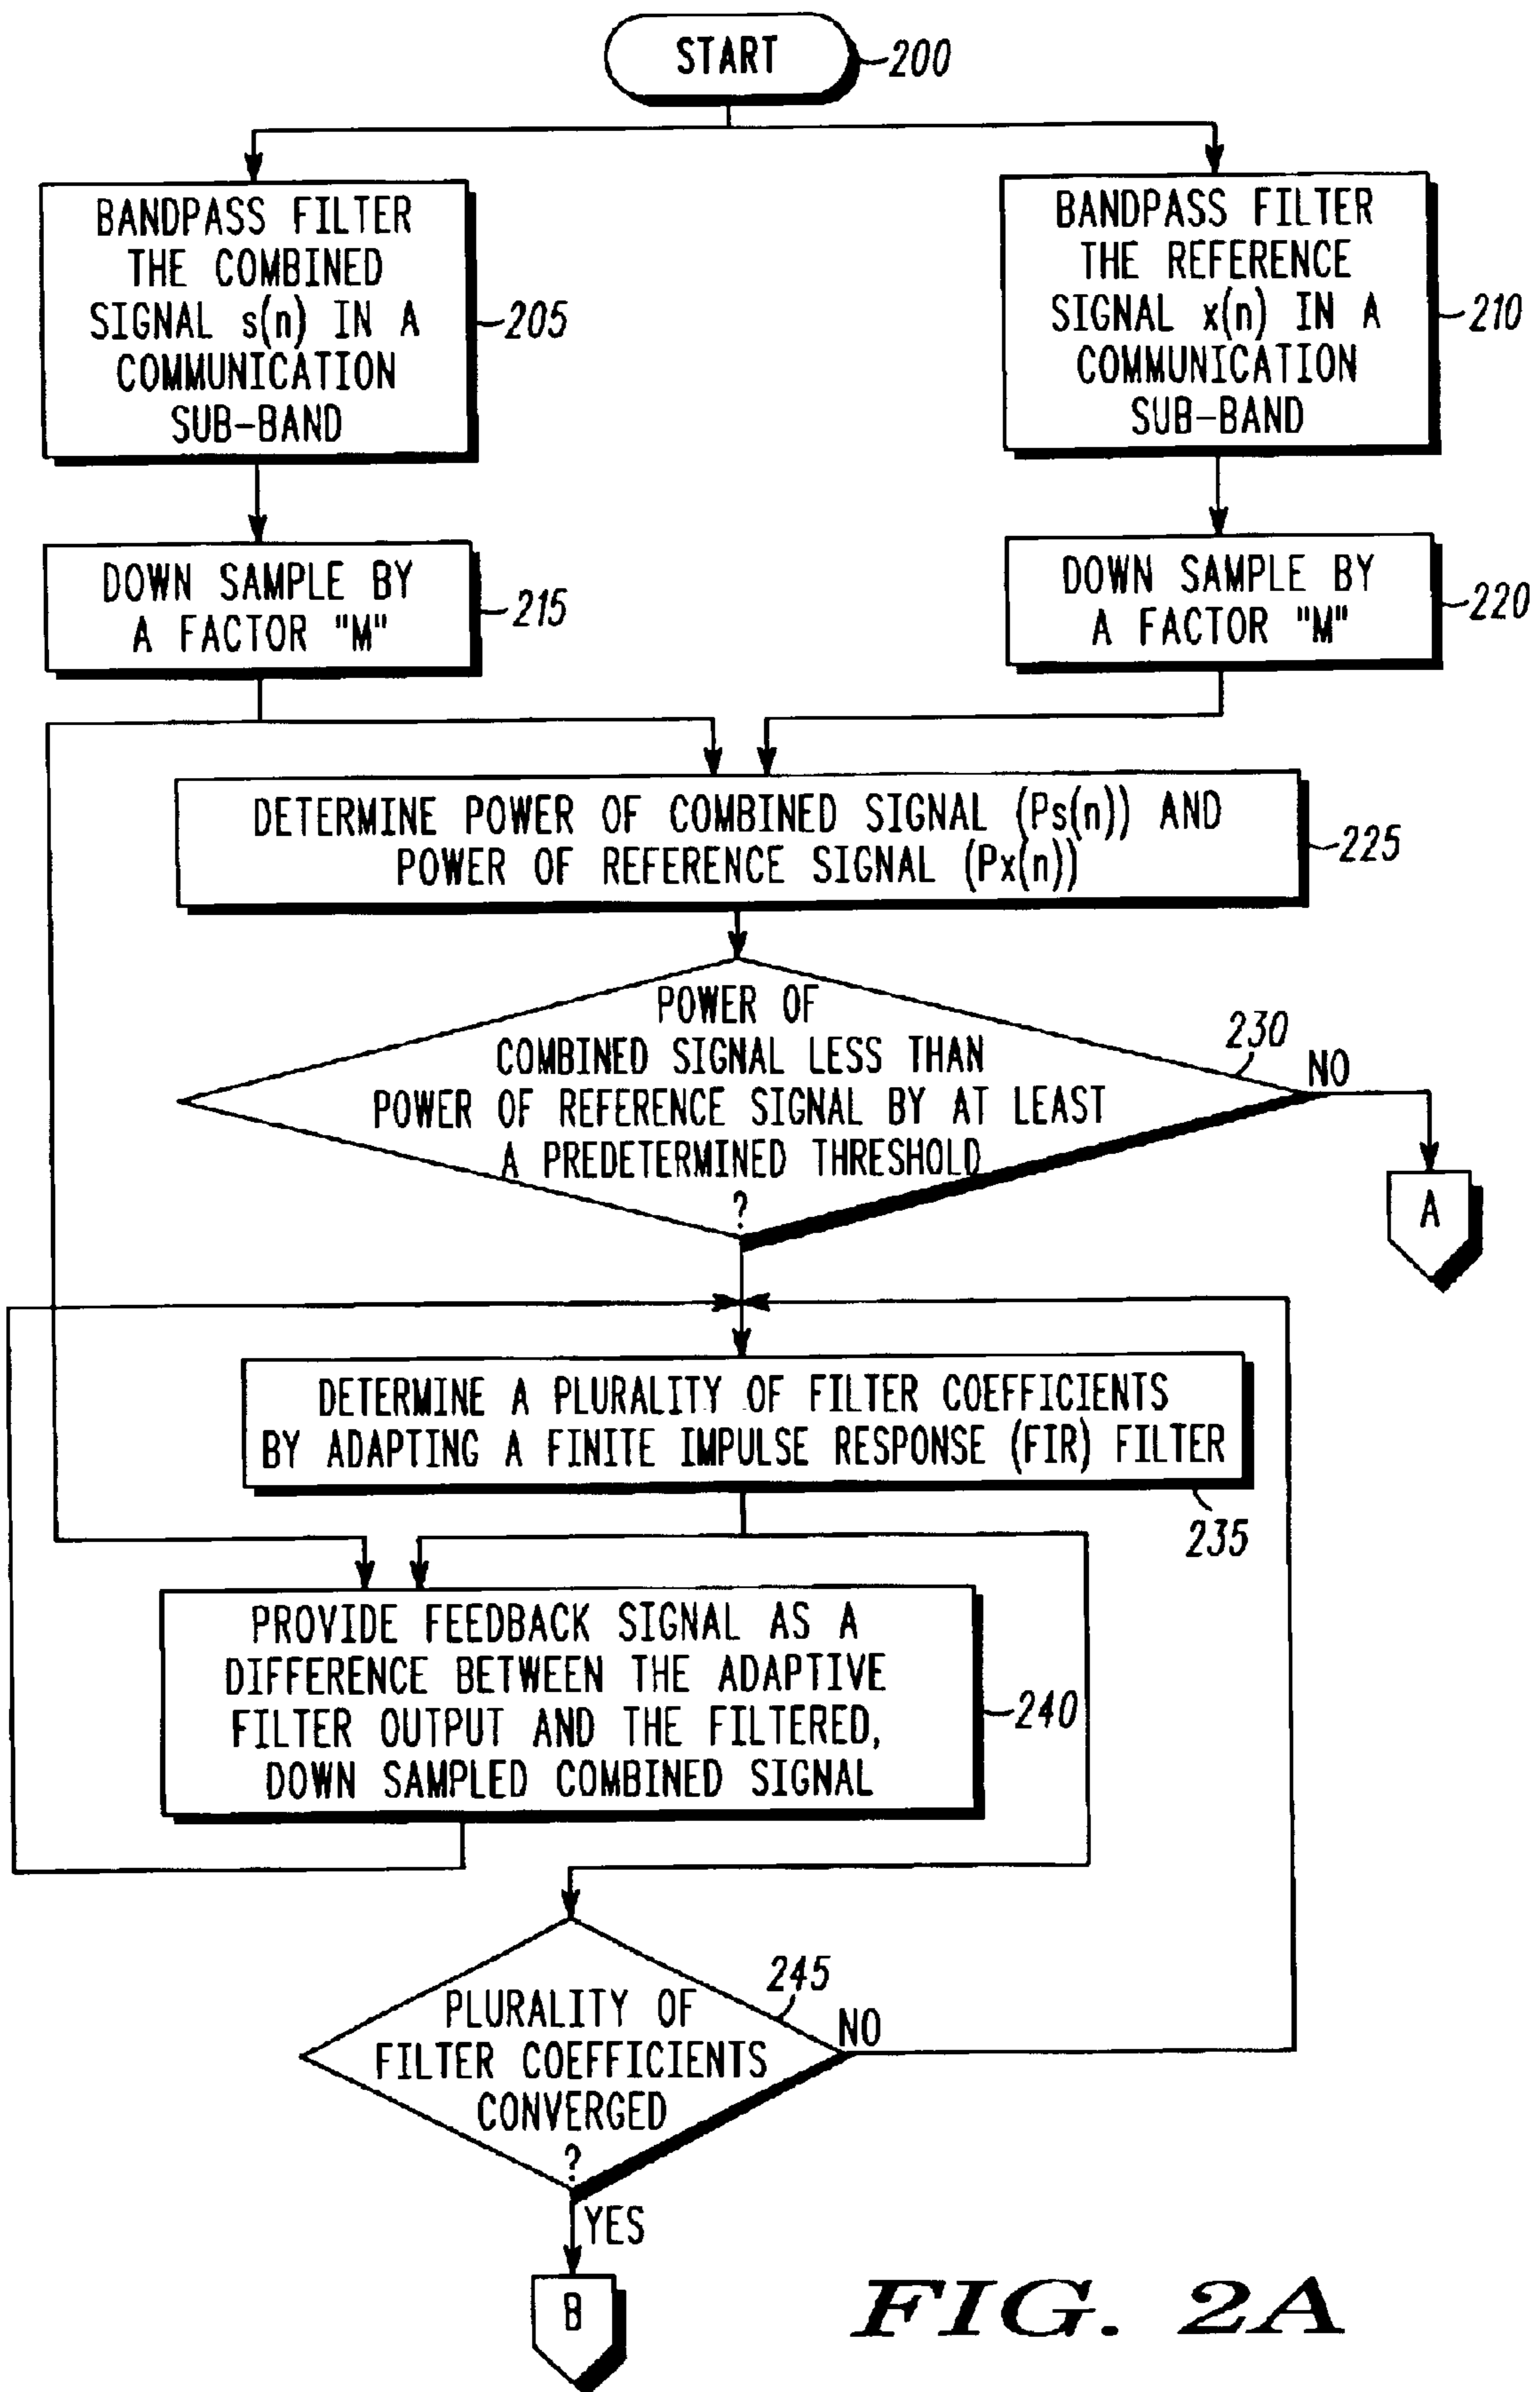 START
200
BANDPASS FILTER
THE COMBINED
SIGNAL s(n) IN A
COMMUNICATION
SUB-BAND
205
BANDPASS FILTER
THE REFERENCE
SIGNAL x(n) IN A
COMMUNICATION
SUB-BAND
210
DOWN SAMPLE BY
A FACTOR "M"
215
DOWN SAMPLE BY
A FACTOR "M"
220
DETERMINE POWER OF COMBINED SIGNAL (Ps(n)) AND
POWER OF REFERENCE SIGNAL (Px(n))
225
POWER OF
COMBINED SIGNAL LESS THAN
POWER OF REFERENCE SIGNAL BY AT LEAST
A PREDETERMINED THRESHOLD
?
230
NO
A
DETERMINE A PLURALITY OF FILTER COEFFICIENTS
BY ADAPTING A FINITE IMPULSE RESPONSE (FIR) FILTER
235
PROVIDE FEEDBACK SIGNAL AS A
DIFFERENCE BETWEEN THE ADAPTIVE
FILTER OUTPUT AND THE FILTERED,
DOWN SAMPLED COMBINED SIGNAL
240
PLURALITY OF
FILTER COEFFICIENTS
CONVERGED
?
245
NO
YES
B
FIG. 2A